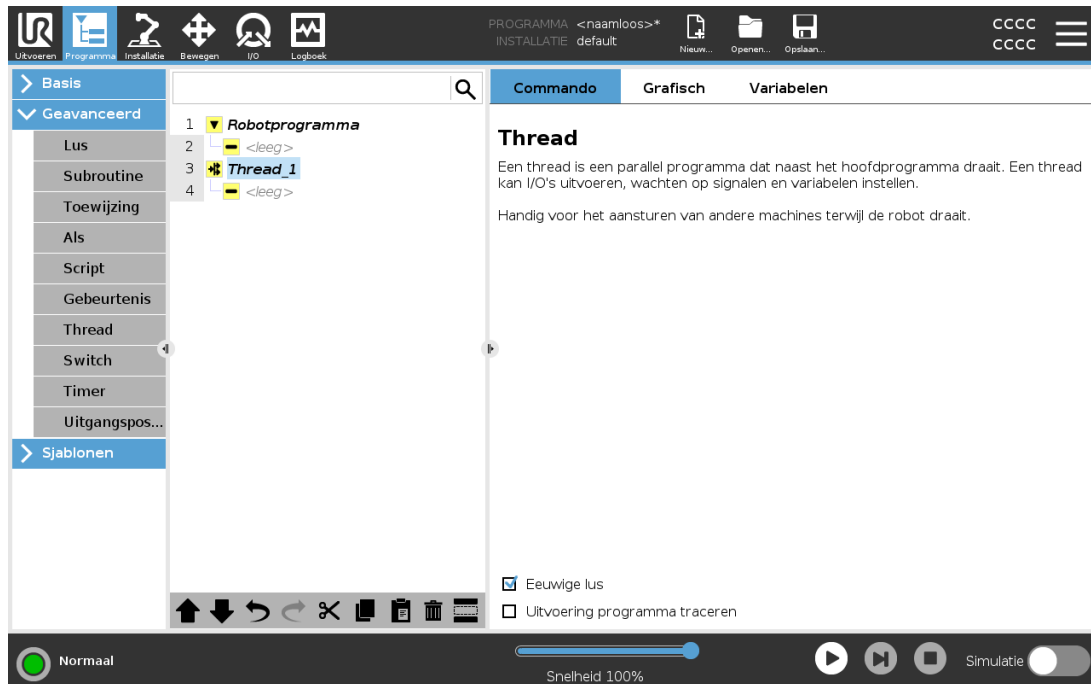 PROGRAMMA <naamloos>*
INSTALLATIE default
CCCC
CCCC
Uitvoeren Programma Installatie Bewegen I/O Logboek
Nieuw... Openen... Opslaan...
Basis
Geavanceerd
Lus
Subroutine
Toewijzing
Als
Script
Gebeurtenis
Thread
Switch
Timer
Uitgangspos...
Sjablonen
1 Robotprogramma
2 <leeg>
3 Thread_1
4 <leeg>
Commando Grafisch Variabelen
Thread
Een thread is een parallel programma dat naast het hoofdprogramma draait. Een thread
kan I/O's uitvoeren, wachten op signalen en variabelen instellen.
Handig voor het aansturen van andere machines terwijl de robot draait.
Eeuwige lus
Uitvoering programma traceren
Normaal
Snelheid 100%
Simulatie